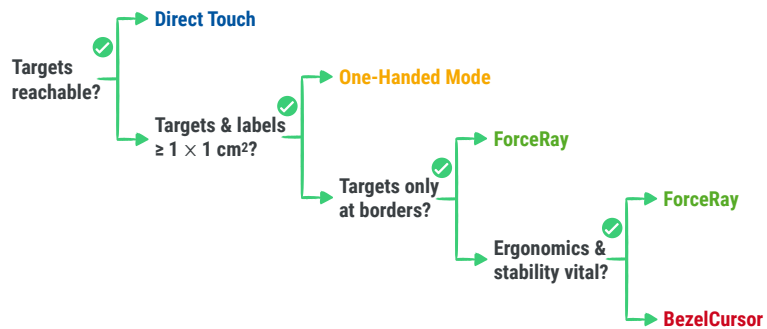 Direct Touch
Targets
reachable?
One-Handed Mode
Targets & labels
≥ 1 × 1 cm²?
ForceRay
Targets only
at borders?
ForceRay
Ergonomics &
stability vital?
BezelCursor